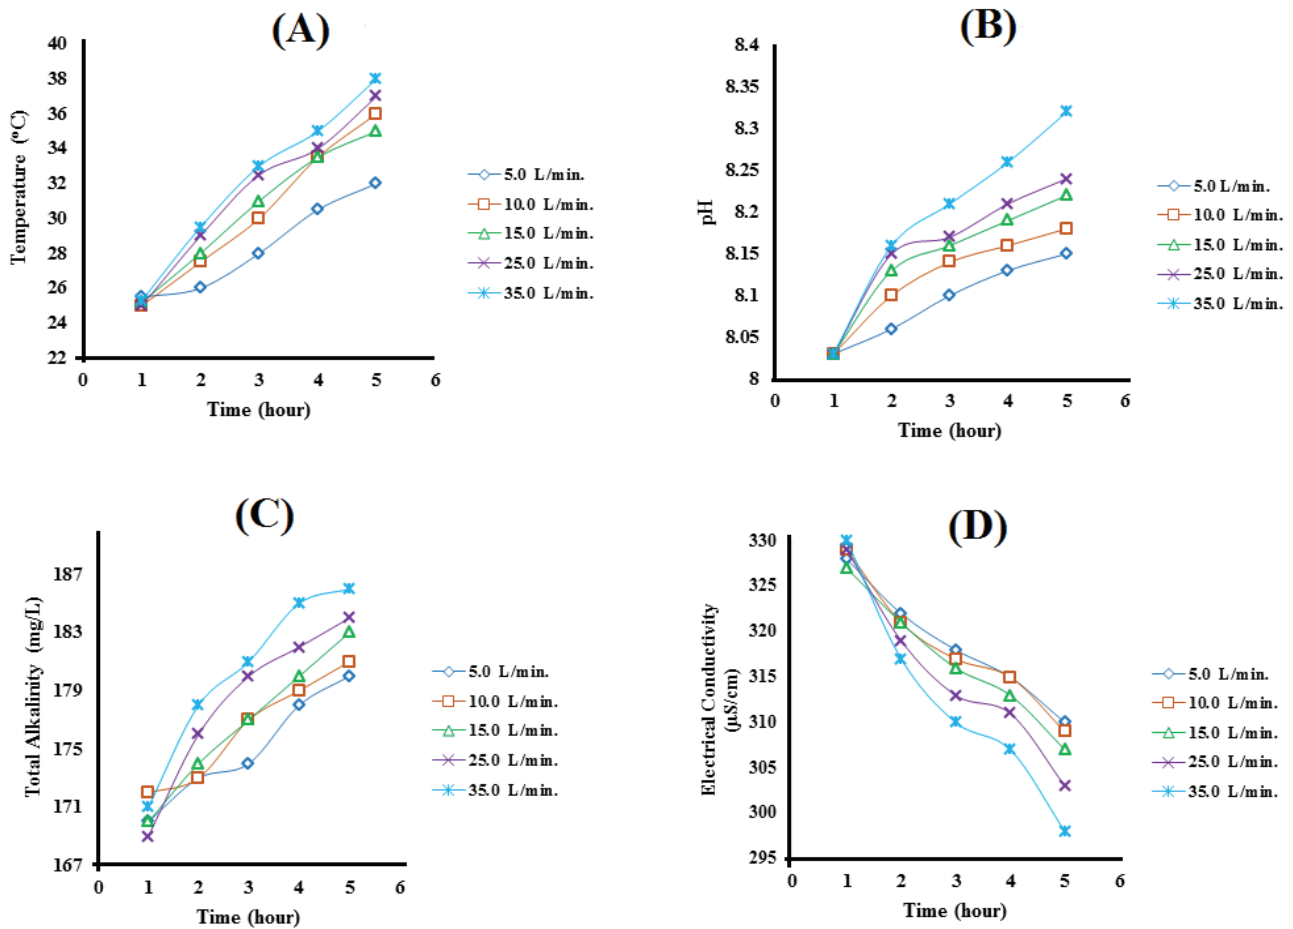 (A)
Temperature (°C)
40
38
36
34
32
30
28
26
24
22
0 1 2 3 4 5 6
Time (hour)
5.0 L/min.
10.0 L/min.
15.0 L/min.
25.0 L/min.
35.0 L/min.
(B)
pH
8.4
8.35
8.3
8.25
8.2
8.15
8.1
8.05
8
0 1 2 3 4 5 6
Time (hour)
5.0 L/min.
10.0 L/min.
15.0 L/min.
25.0 L/min.
35.0 L/min.
(C)
Total Alkalinity (mg/L)
187
183
179
175
171
167
0 1 2 3 4 5 6
Time (hour)
5.0 L/min.
10.0 L/min.
15.0 L/min.
25.0 L/min.
35.0 L/min.
(D)
Electrical Conductivity
(µS/cm)
330
325
320
315
310
305
300
295
0 1 2 3 4 5 6
Time (hour)
5.0 L/min.
10.0 L/min.
15.0 L/min.
25.0 L/min.
35.0 L/min.